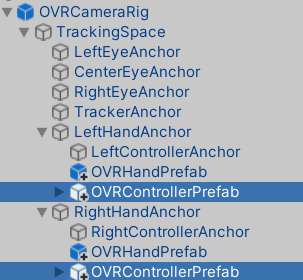 OVRCameraRig
TrackingSpace
LeftEyeAnchor
CenterEyeAnchor
RightEyeAnchor
TrackerAnchor
LeftHandAnchor
LeftControllerAnchor
OVRHandPrefab
OVRControllerPrefab
RightHandAnchor
RightControllerAnchor
OVRHandPrefab
OVRControllerPrefab